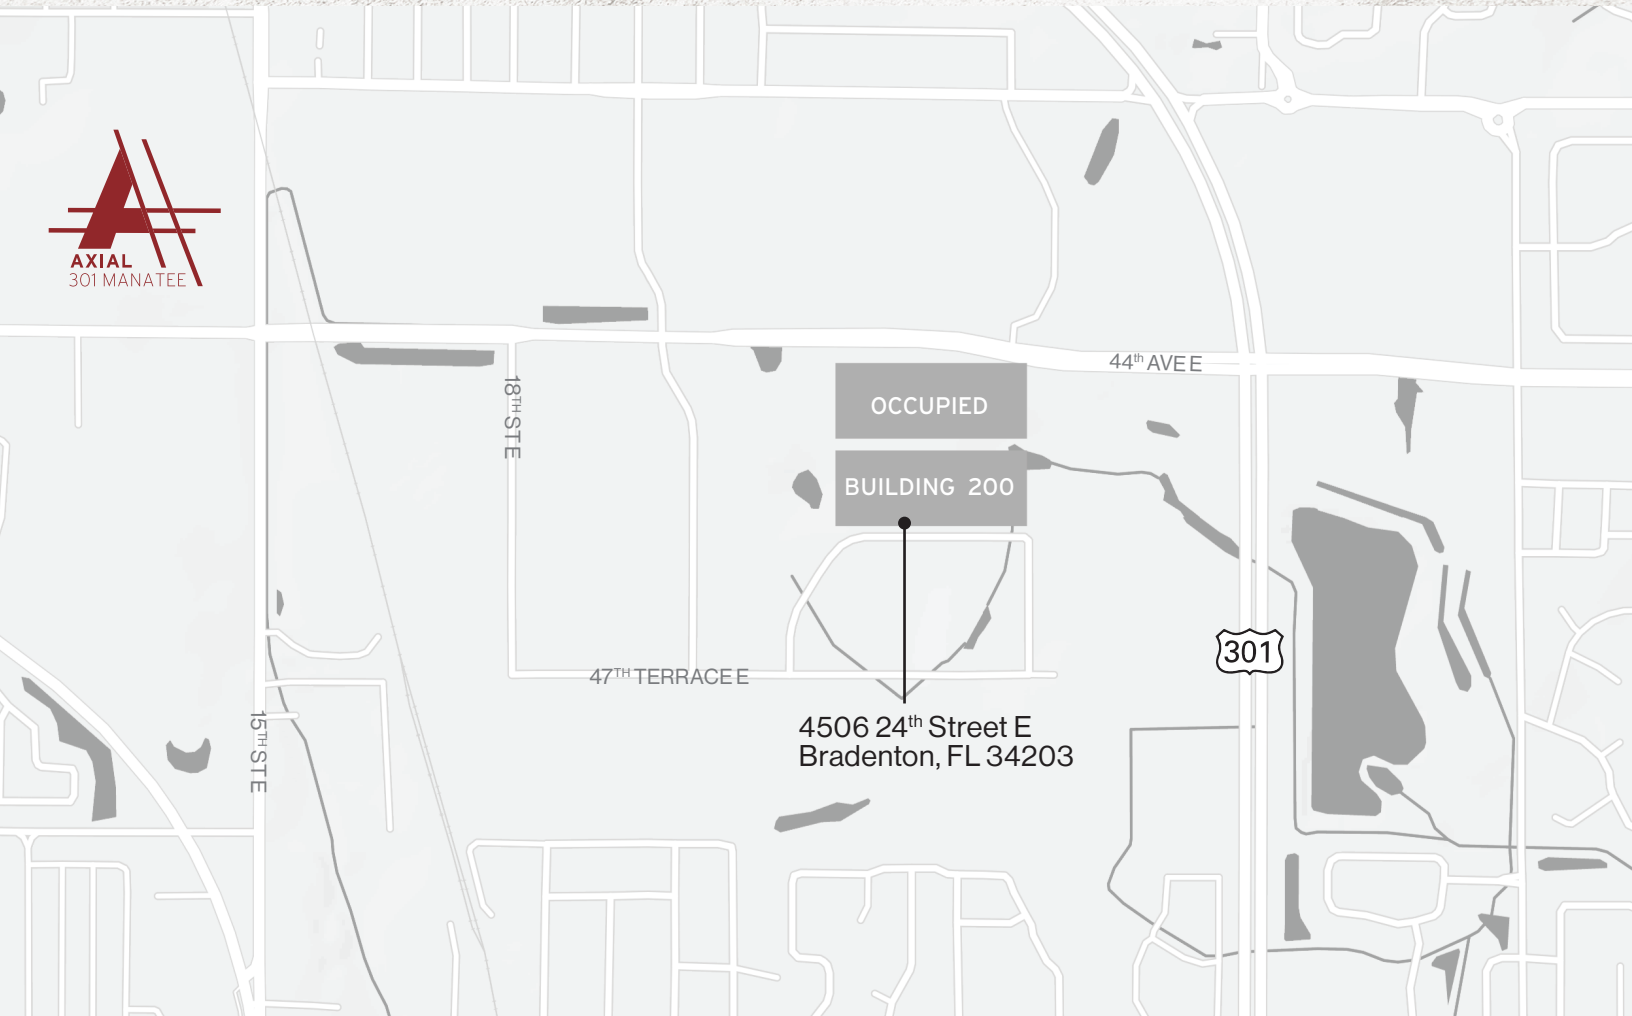 AXIAL
301 MANATEE
44th AVE E
18TH ST E
OCCUPIED
BUILDING 200
301
47TH TERRACE E
15TH ST E
4506 24th Street E
Bradenton, FL 34203